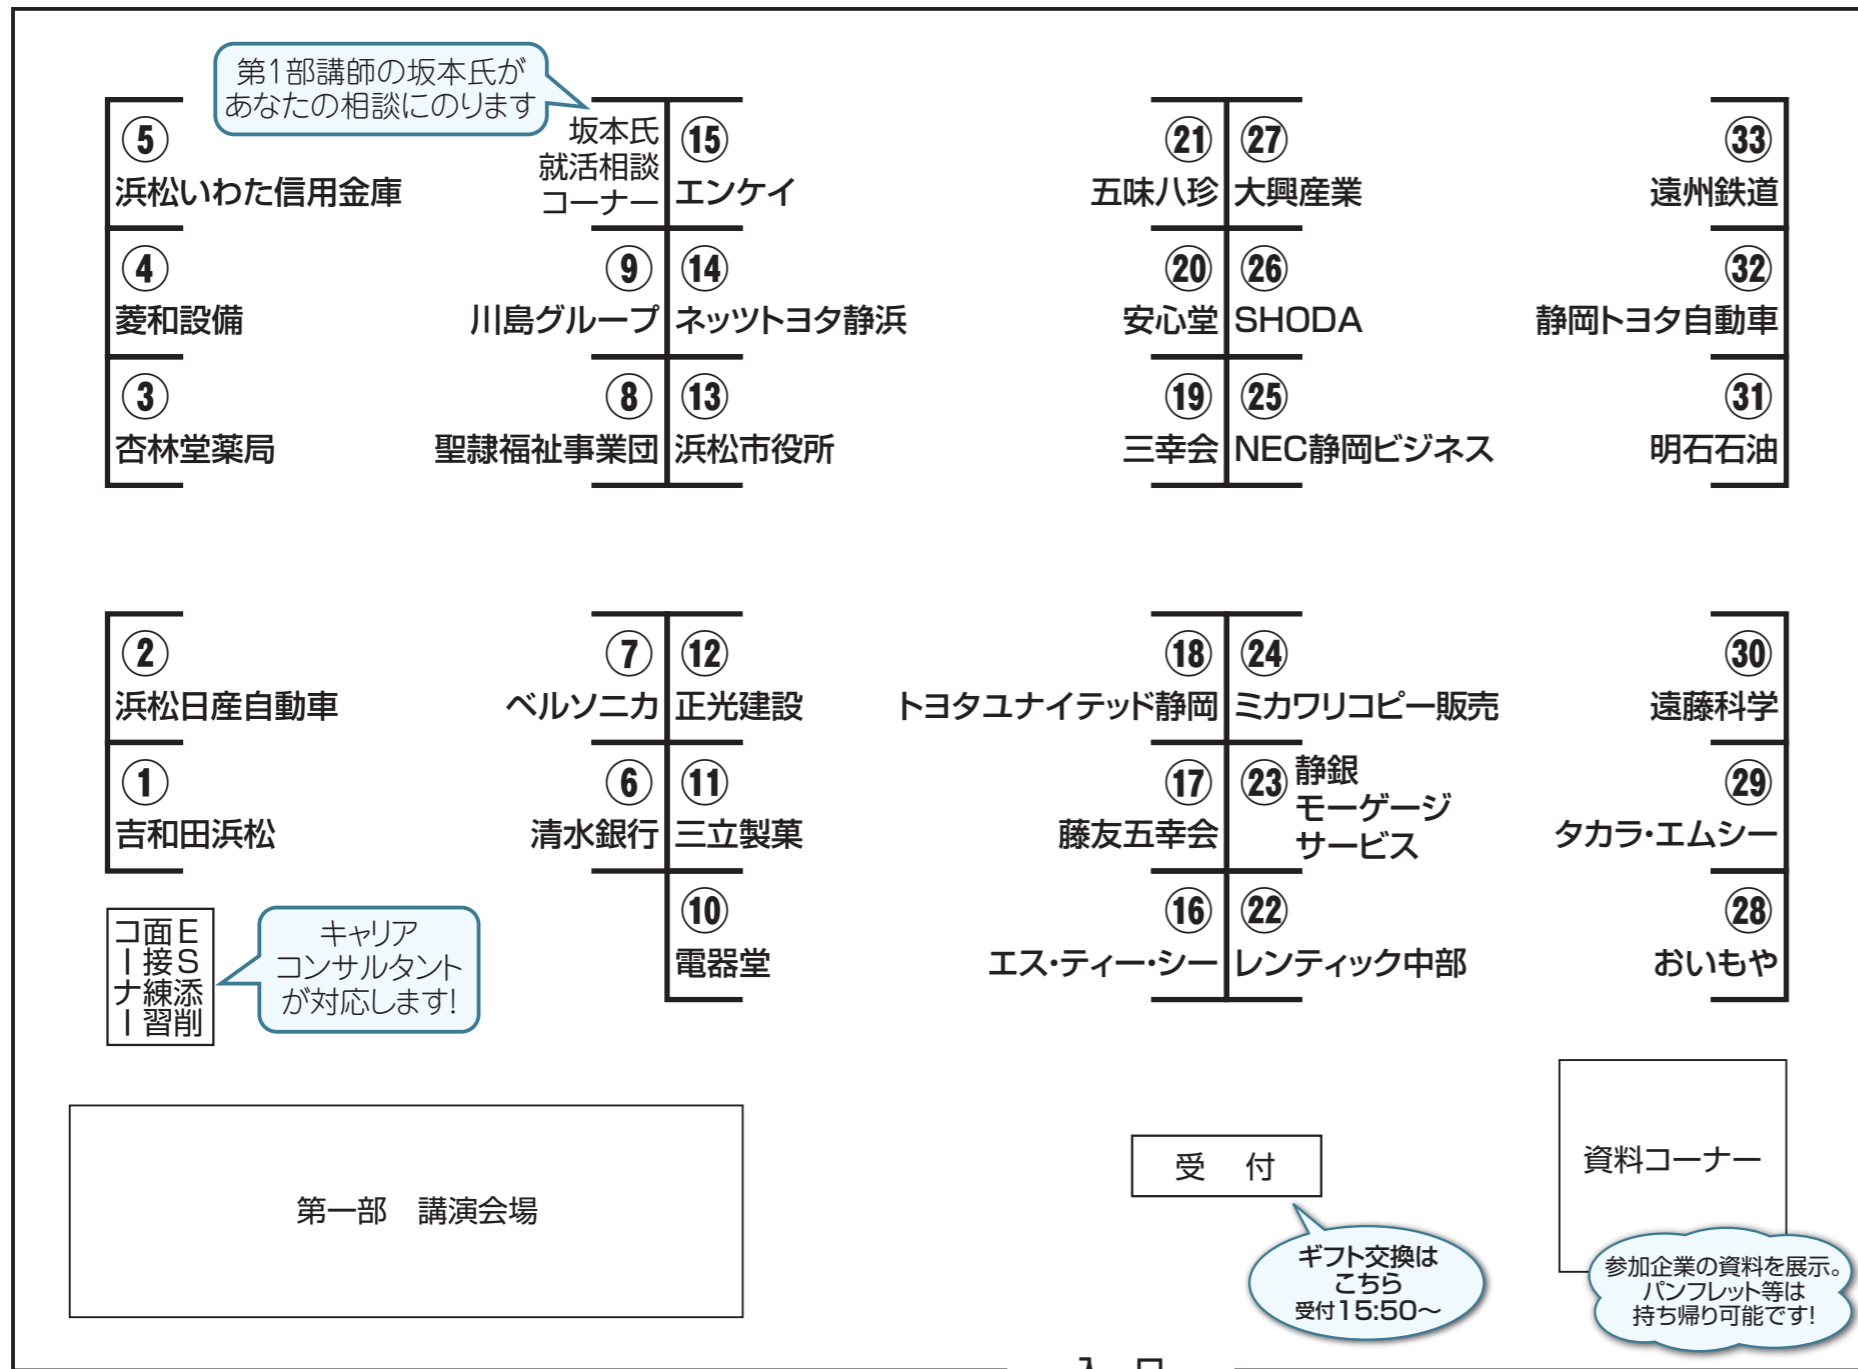 第1部講師の坂本氏が
あなたの相談にのります
⑤
浜松いわた信用金庫
④
菱和設備
③
杏林堂薬局
坂本氏
就活相談
コーナー
⑨
川島グループ
⑧
聖隷福祉事業団
⑮
エンケイ
⑭
ネッツトヨタ静浜
⑬
浜松市役所
㉑
五味八珍
⑳
安心堂
⑲
三幸会
㉗
大興産業
㉖
SHODA
㉕
NEC静岡ビジネス
㉝
遠州鉄道
㉜
静岡トヨタ自動車
㉛
明石石油
②
浜松日産自動車
①
吉和田浜松
⑦
ベルソニカ
⑥
清水銀行
⑫
正光建設
⑪
三立製菓
⑩
電器堂
⑱
トヨタユナイテッド静岡
⑰
藤友五幸会
⑯
エス・ティー・シー
㉔
ミカワリコピー販売
㉓
静銀
モーゲージ
サービス
㉒
レンティック中部
㉚
遠藤科学
㉙
タカラ・エムシー
㉘
おいもや
ES添削
面接練習
コーナー
キャリア
コンサルタント
が対応します!
第一部　講演会場
受　付
ギフト交換は
こちら
受付15:50〜
資料コーナー
参加企業の資料を展示。
パンフレット等は
持ち帰り可能です!